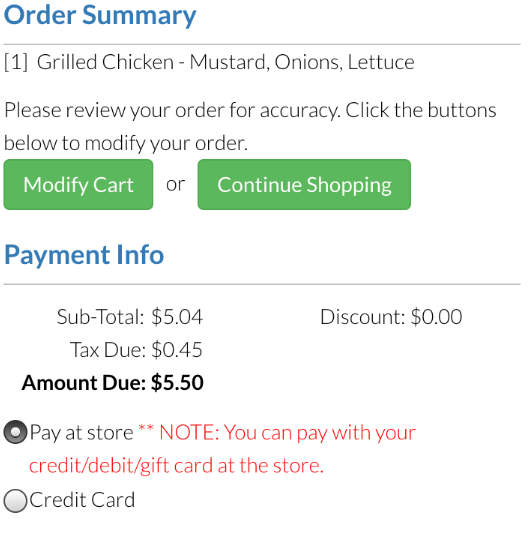 Order Summary
[1] Grilled Chicken - Mustard, Onions, Lettuce
Please review your order for accuracy. Click the buttons
below to modify your order.
Modify Cart or Continue Shopping
Payment Info
Sub-Total: $5.04 Discount: $0.00
Tax Due: $0.45
Amount Due: $5.50
Pay at store ** NOTE: You can pay with your
credit/debit/gift card at the store.
Credit Card